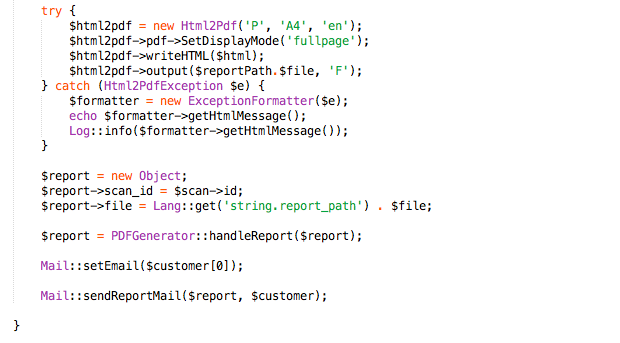 try {
$html2pdf = new Html2Pdf('P', 'A4', 'en');
$html2pdf->pdf->SetDisplayMode('fullpage');
$html2pdf->writeHTML($html);
$html2pdf->output($reportPath.$file, 'F');
} catch (Html2PdfException $e) {
$formatter = new ExceptionFormatter($e);
echo $formatter->getHtmlMessage();
Log::info($formatter->getHtmlMessage());
}
$report = new Object;
$report->scan_id = $scan->id;
$report->file = Lang::get('string.report_path') . $file;
$report = PDFGenerator::handleReport($report);
Mail::setEmail($customer[0]);
Mail::sendReportMail($report, $customer);
}